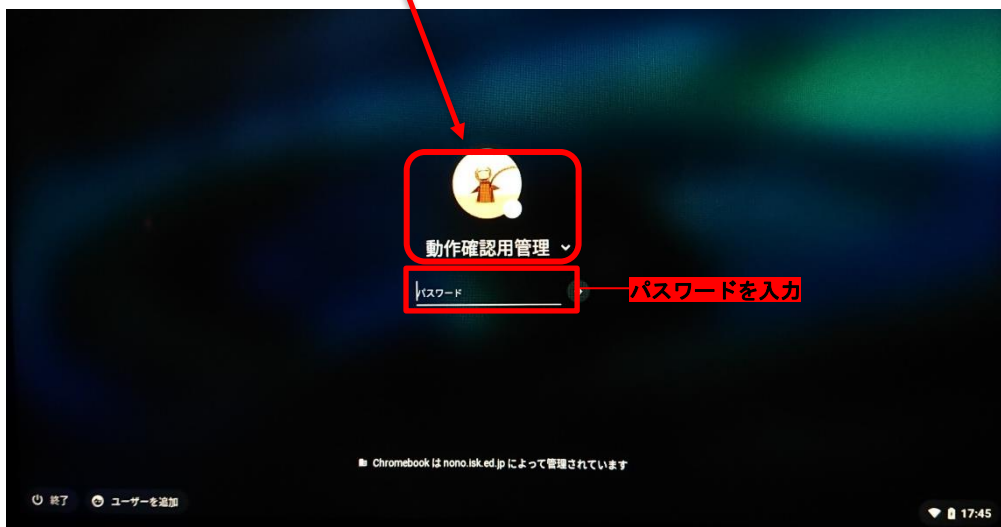 動作確認用管理
パスワード
パスワードを入力
Chromebook は nono.isk.ed.jp によって管理されています
終了
ユーザーを追加
17:45